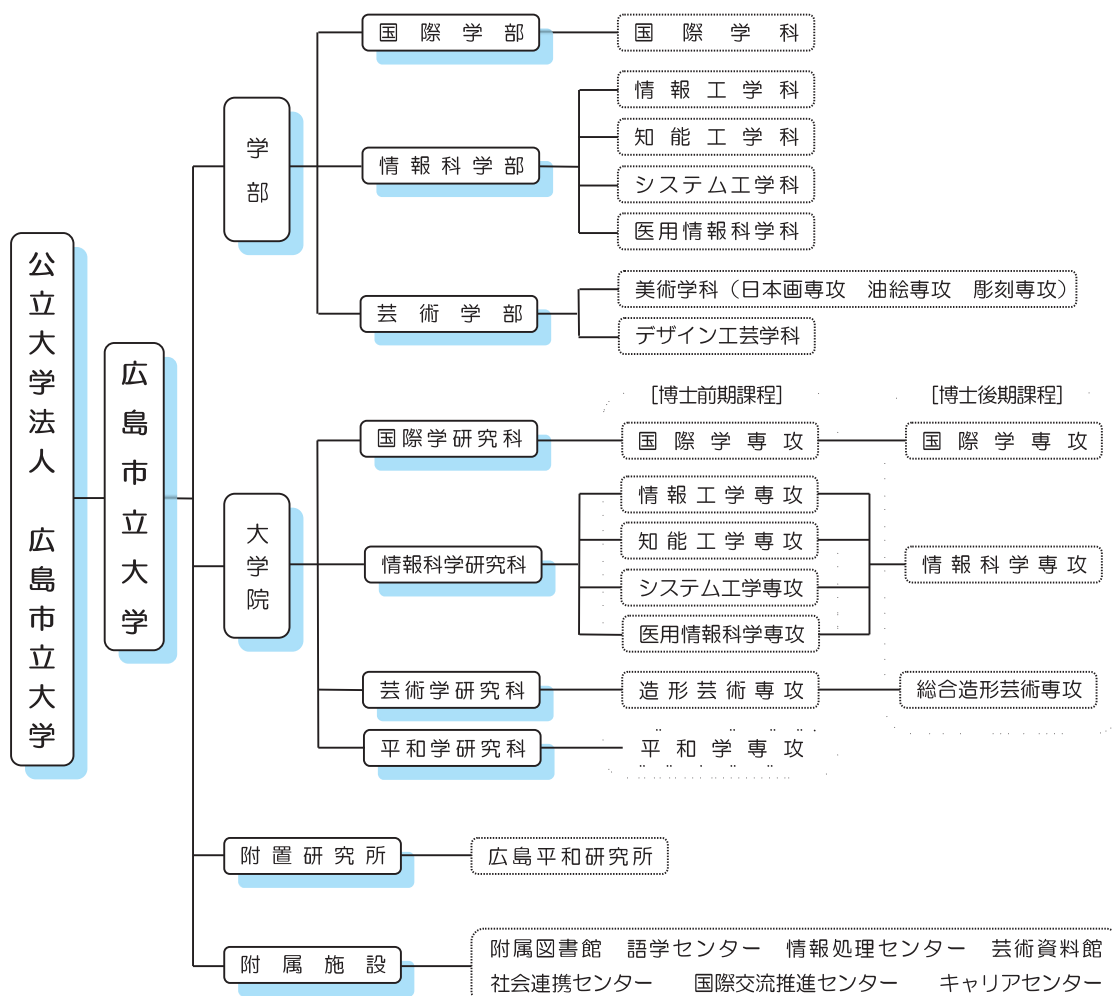 公立大学法人　広島市立大学
広島市立大学
学部
国際学部
国際学科
情報科学部
情報工学科
知能工学科
システム工学科
医用情報科学科
芸術学部
美術学科（日本画専攻　油絵専攻　彫刻専攻）
デザイン工芸学科
大学院
[博士前期課程]
[博士後期課程]
国際学研究科
国際学専攻
国際学専攻
情報科学研究科
情報工学専攻
知能工学専攻
システム工学専攻
医用情報科学専攻
情報科学専攻
芸術学研究科
造形芸術専攻
総合造形芸術専攻
平和学研究科
平和学専攻
附置研究所
広島平和研究所
附属施設
附属図書館　語学センター　情報処理センター　芸術資料館
社会連携センター　国際交流推進センター　キャリアセンター